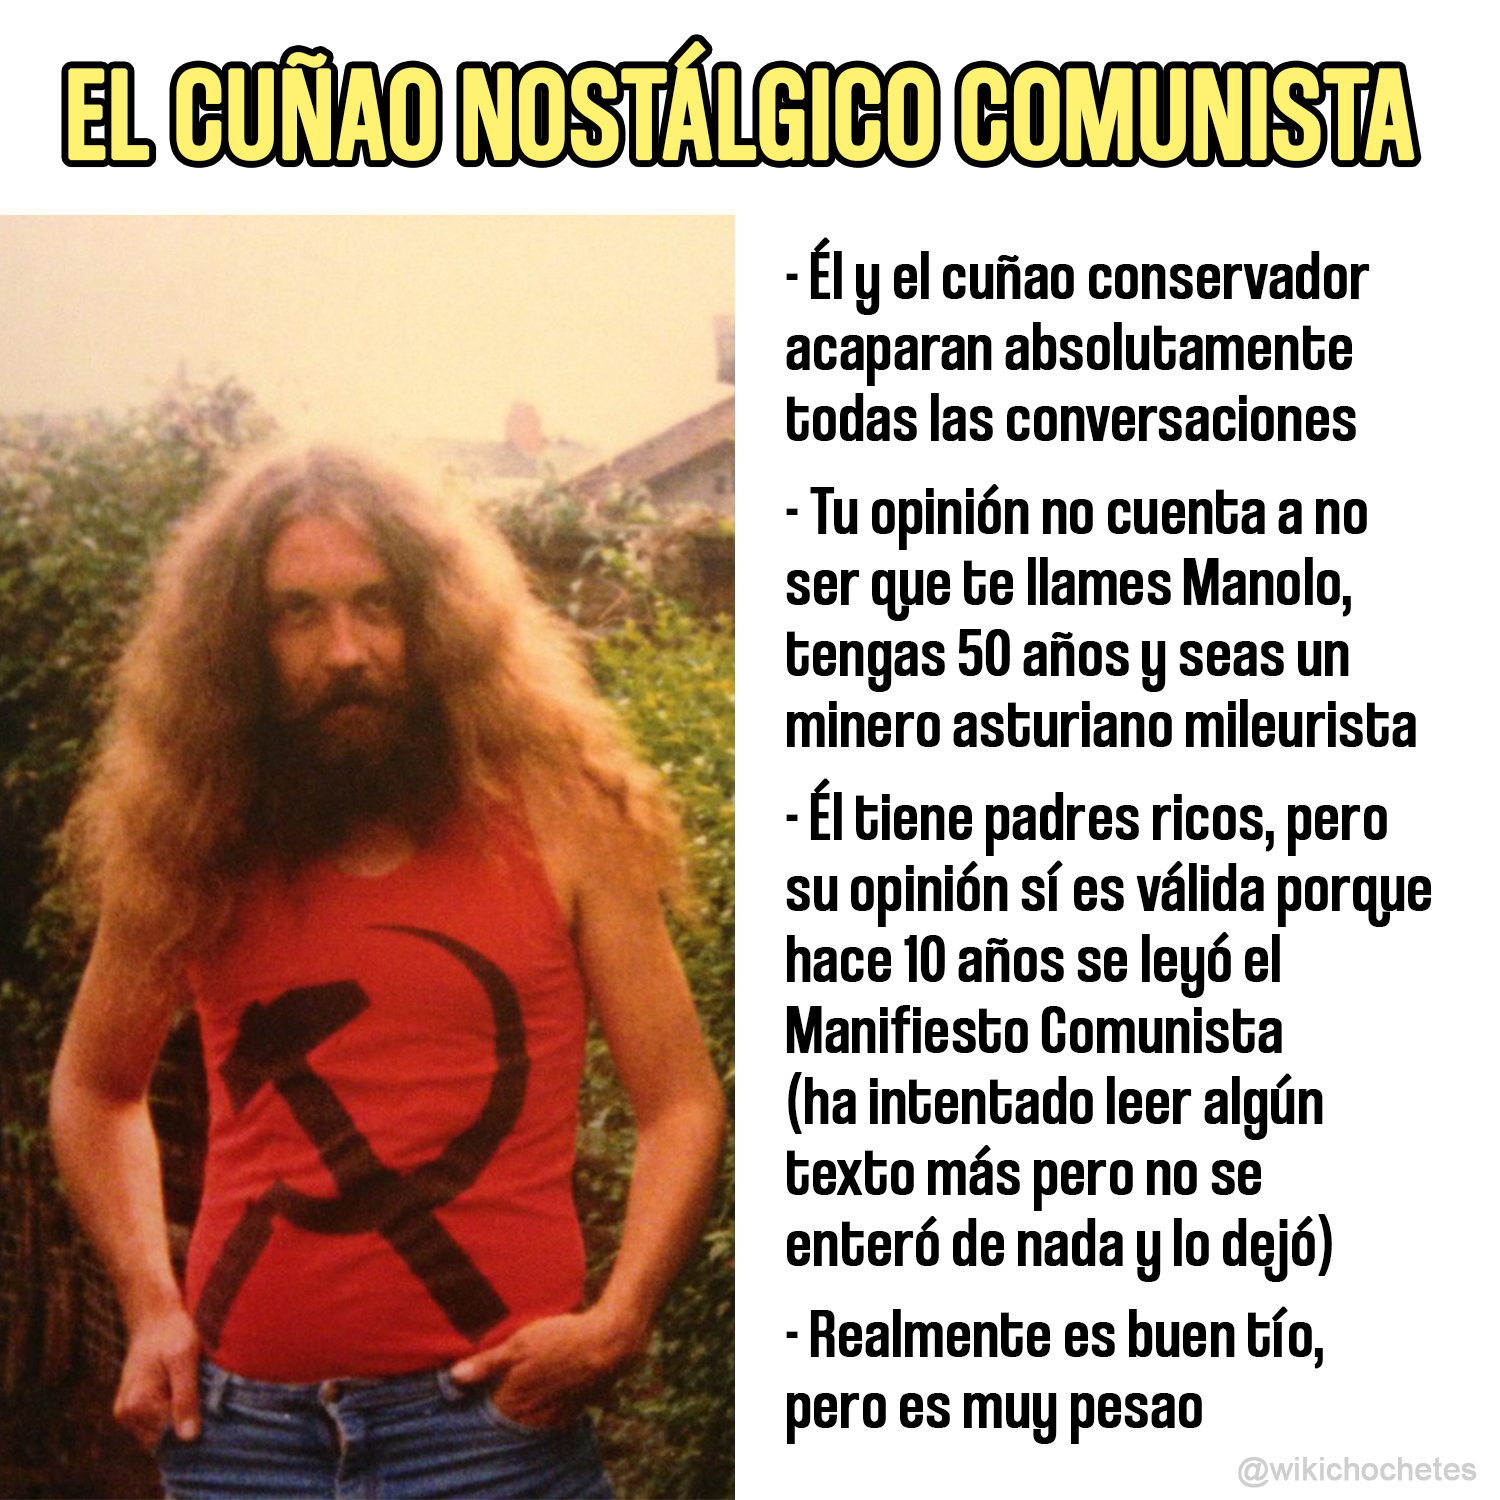 EL CUÑAO NOSTÁLGICO COMUNISTA
- Él y el cuñao conservador
acaparan absolutamente
todas las conversaciones
- Tu opinión no cuenta a no
ser que te llames Manolo,
tengas 50 años y seas un
minero asturiano mileurista
- Él tiene padres ricos, pero
su opinión sí es válida porque
hace 10 años se leyó el
Manifiesto Comunista
(ha intentado leer algún
texto más pero no se
enteró de nada y lo dejó)
- Realmente es buen tío,
pero es muy pesao
@wikichochetes